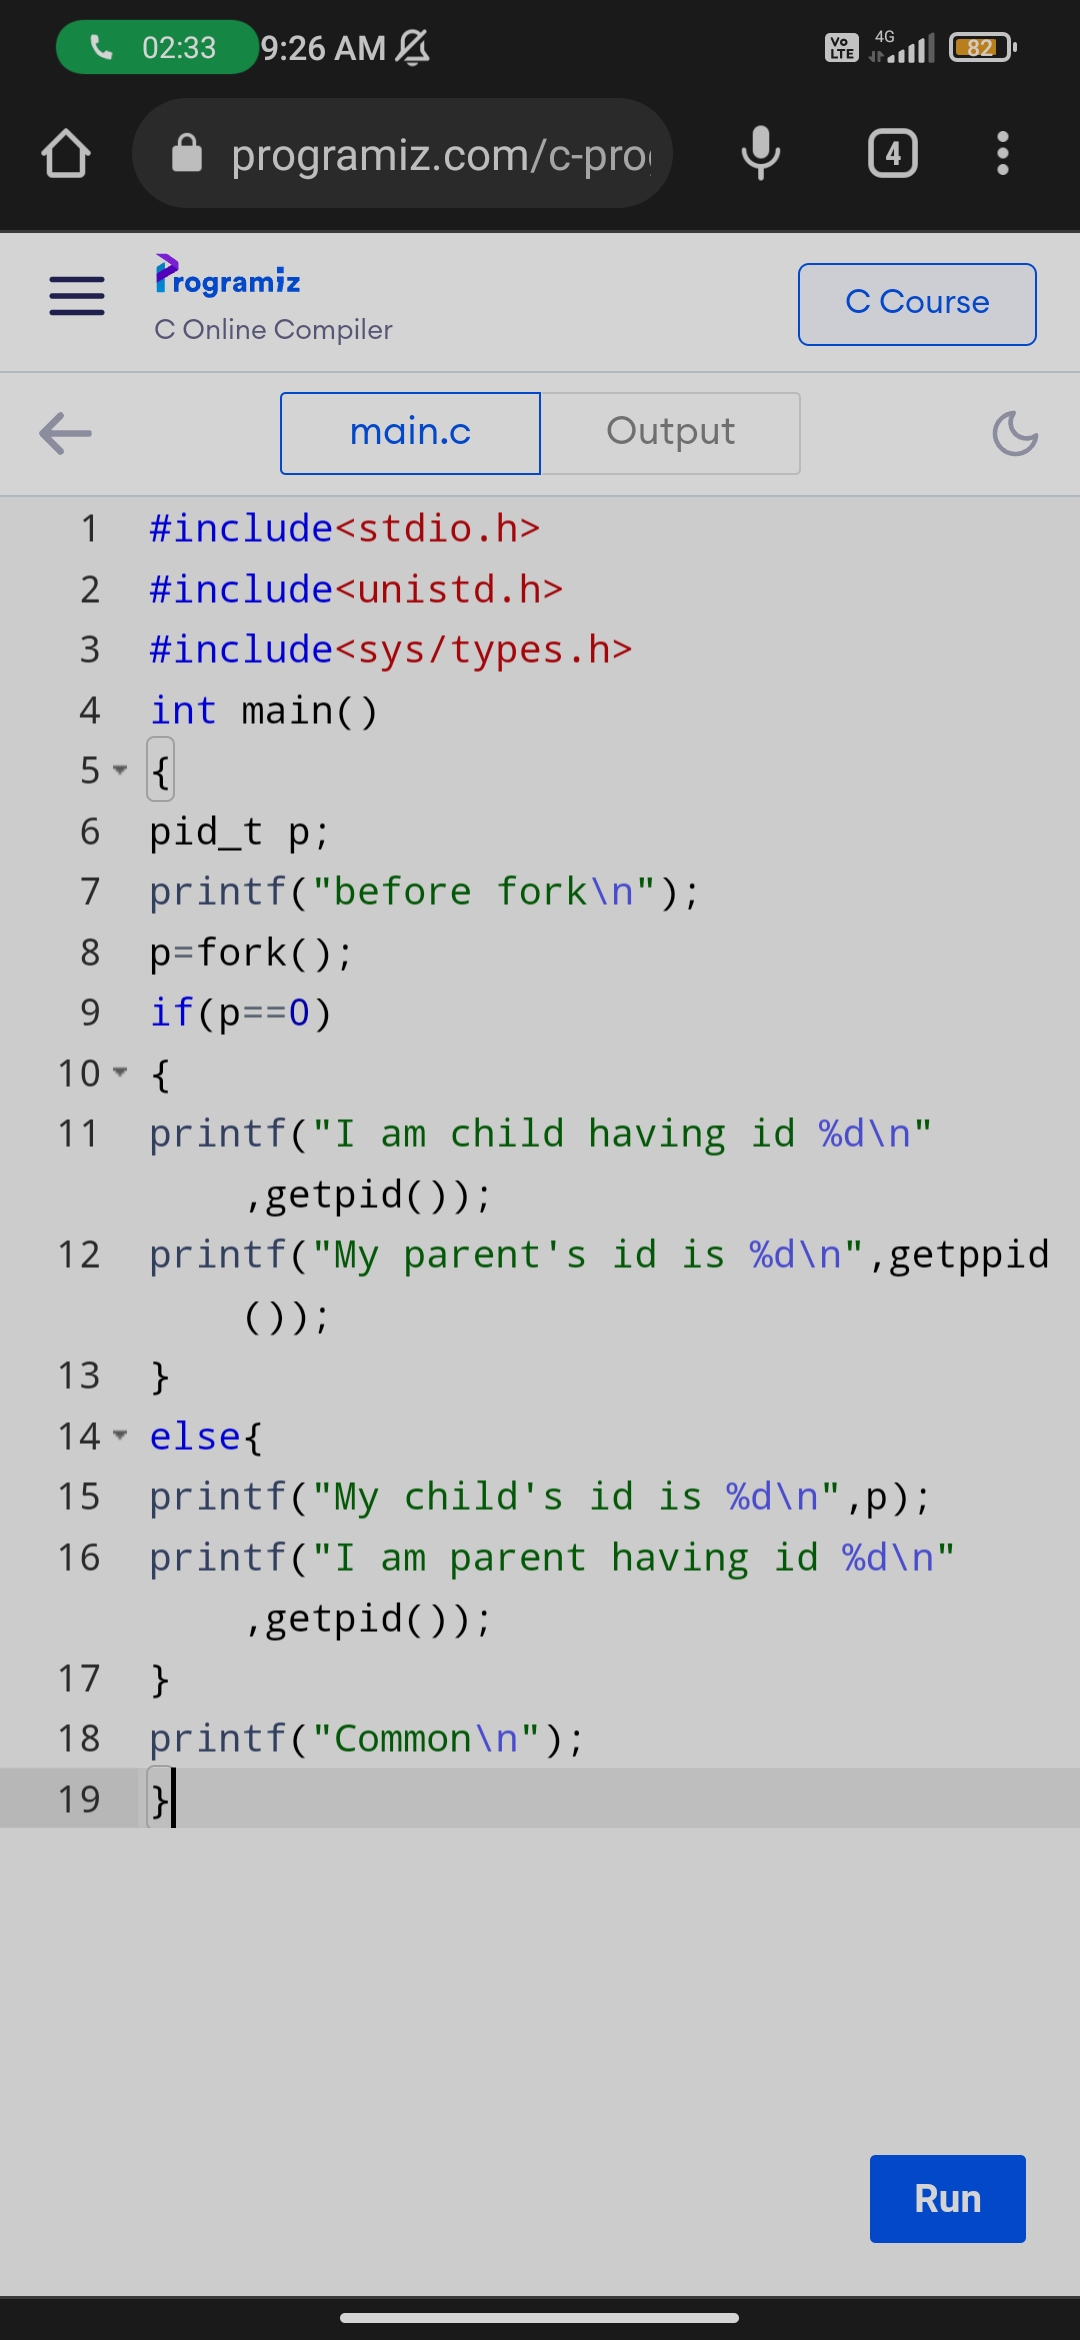 02:33 9:26 AM Vo LTE 4G 82
programiz.com/c-pro
Programiz
C Online Compiler
C Course
main.c Output
1 #include<stdio.h>
2 #include<unistd.h>
3 #include<sys/types.h>
4 int main()
5 {
6 pid_t p;
7 printf("before fork\n");
8 p=fork();
9 if(p==0)
10 {
11 printf("I am child having id %d\n"
,getpid());
12 printf("My parent's id is %d\n",getppid
());
13 }
14 else{
15 printf("My child's id is %d\n",p);
16 printf("I am parent having id %d\n"
,getpid());
17 }
18 printf("Common\n");
19 }
Run